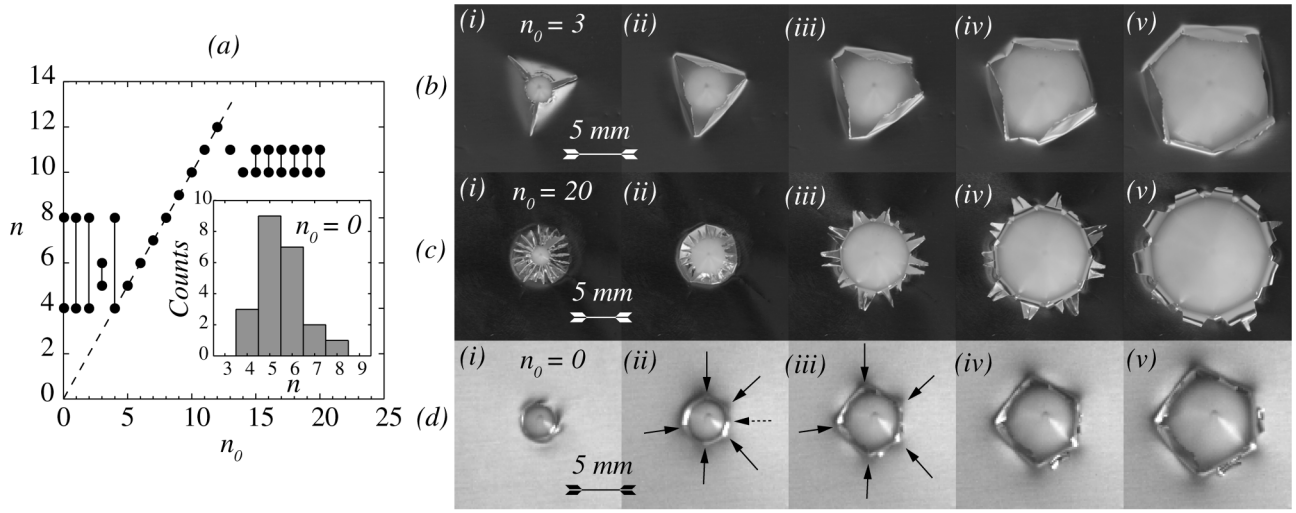 (a)
14
12
10
8
6
4
2
0
n
0 5 10 15 20 25
n₀
10
8
6
4
2
0
Counts
n₀ = 0
3 4 5 6 7 8 9
n
(b)
(i) n₀ = 3 (ii) (iii) (iv) (v)
5 mm
(c)
(i) n₀ = 20 (ii) (iii) (iv) (v)
5 mm
(d)
(i) n₀ = 0 (ii) (iii) (iv) (v)
5 mm